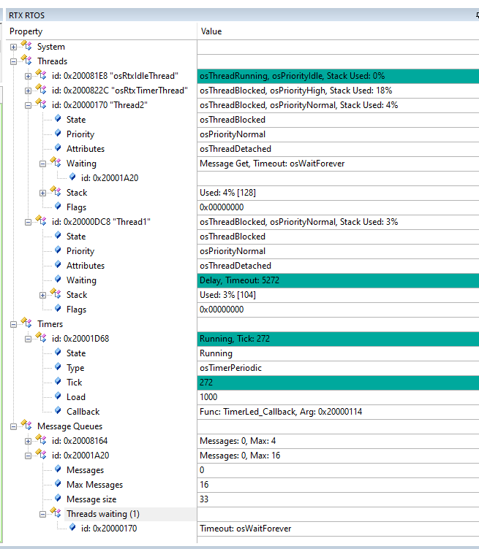 RTX RTOS
Property Value
System
Threads
id: 0x200081E8 "osRtxIdleThread" osThreadRunning, osPriorityIdle, Stack Used: 0%
id: 0x2000822C "osRtxTimerThread" osThreadBlocked, osPriorityHigh, Stack Used: 18%
id: 0x20000170 "Thread2" osThreadBlocked, osPriorityNormal, Stack Used: 4%
State osThreadBlocked
Priority osPriorityNormal
Attributes osThreadDetached
Waiting Message Get, Timeout: osWaitForever
id: 0x20001A20
Stack Used: 4% [128]
Flags 0x00000000
id: 0x20000DC8 "Thread1" osThreadBlocked, osPriorityNormal, Stack Used: 3%
State osThreadBlocked
Priority osPriorityNormal
Attributes osThreadDetached
Waiting Delay, Timeout: 5272
Stack Used: 3% [104]
Flags 0x00000000
Timers
id: 0x20001D68 Running, Tick: 272
State Running
Type osTimerPeriodic
Tick 272
Load 1000
Callback Func: TimerLed_Callback, Arg: 0x20000114
Message Queues
id: 0x20008164 Messages: 0, Max: 4
id: 0x20001A20 Messages: 0, Max: 16
Messages 0
Max Messages 16
Message size 33
Threads waiting (1)
id: 0x20000170 Timeout: osWaitForever